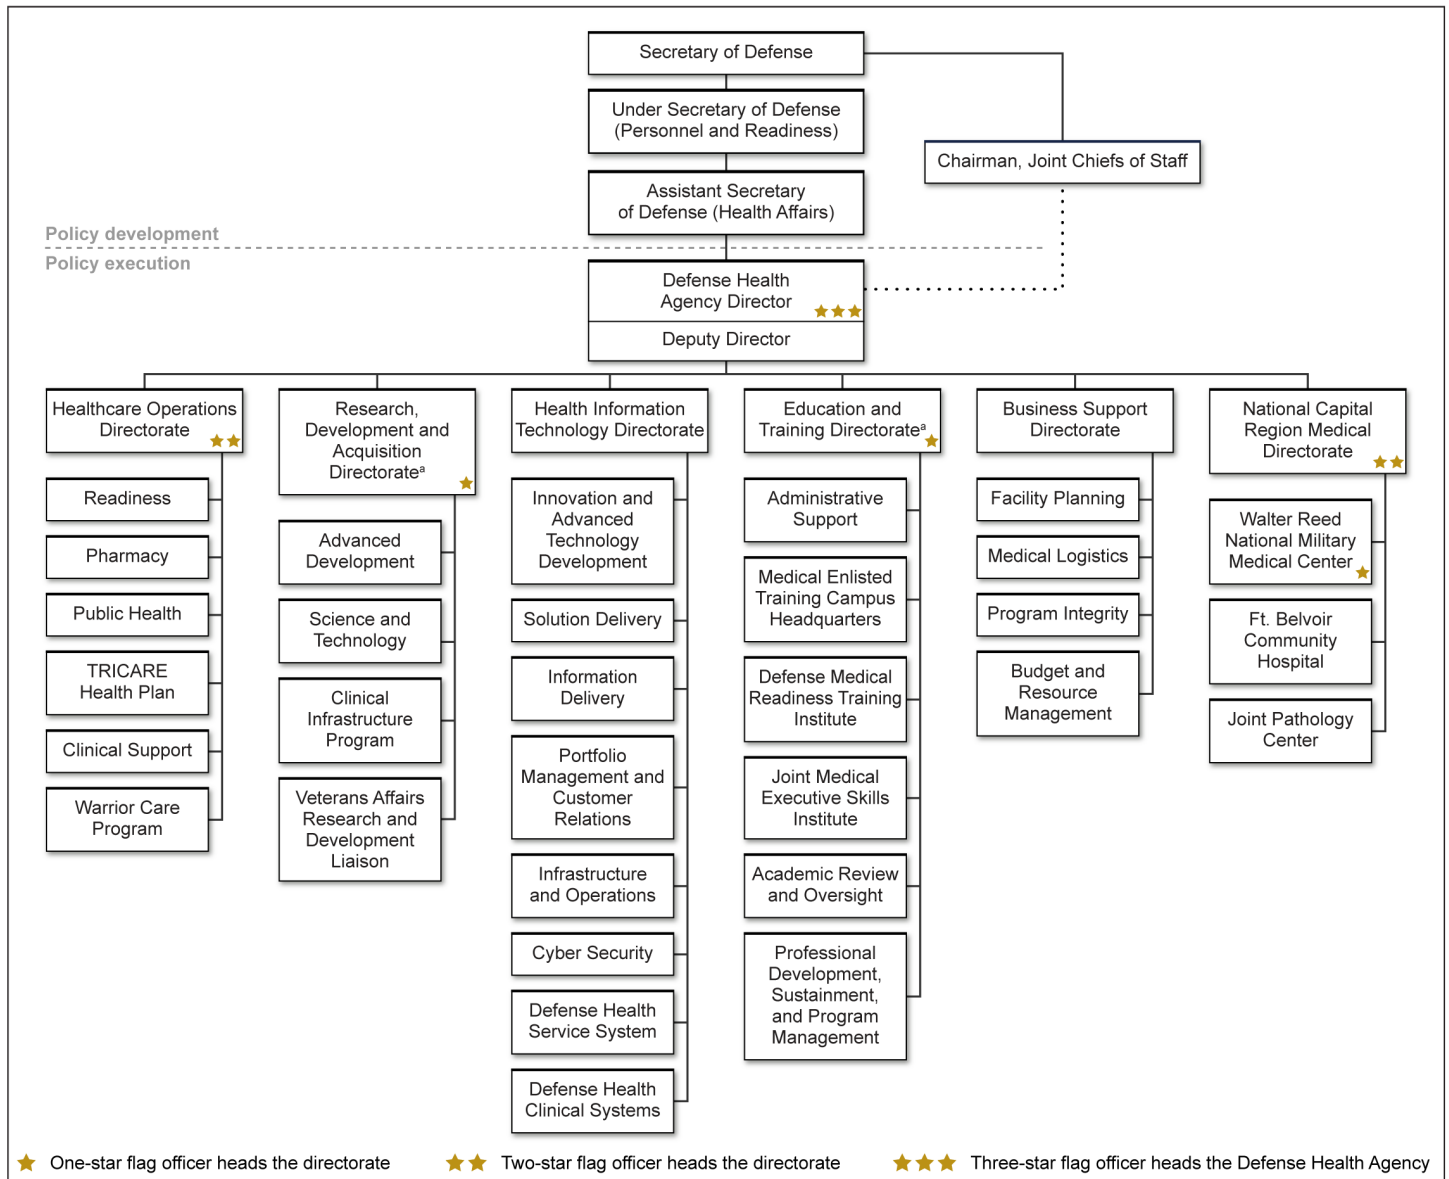 Secretary of Defense
Under Secretary of Defense
(Personnel and Readiness)
Chairman, Joint Chiefs of Staff
Assistant Secretary
of Defense (Health Affairs)
Policy development
Policy execution
Defense Health
Agency Director
Deputy Director
Healthcare Operations
Directorate
Readiness
Pharmacy
Public Health
TRICARE
Health Plan
Clinical Support
Warrior Care
Program
Research,
Development and
Acquisition
Directorateª
Advanced
Development
Science and
Technology
Clinical
Infrastructure
Program
Veterans Affairs
Research and
Development
Liaison
Health Information
Technology Directorate
Innovation and
Advanced
Technology
Development
Solution Delivery
Information
Delivery
Portfolio
Management and
Customer
Relations
Infrastructure
and Operations
Cyber Security
Defense Health
Service System
Defense Health
Clinical Systems
Education and
Training Directorateª
Administrative
Support
Medical Enlisted
Training Campus
Headquarters
Defense Medical
Readiness Training
Institute
Joint Medical
Executive Skills
Institute
Academic Review
and Oversight
Professional
Development,
Sustainment,
and Program
Management
Business Support
Directorate
Facility Planning
Medical Logistics
Program Integrity
Budget and
Resource
Management
National Capital
Region Medical
Directorate
Walter Reed
National Military
Medical Center
Ft. Belvoir
Community
Hospital
Joint Pathology
Center
One-star flag officer heads the directorate
Two-star flag officer heads the directorate
Three-star flag officer heads the Defense Health Agency